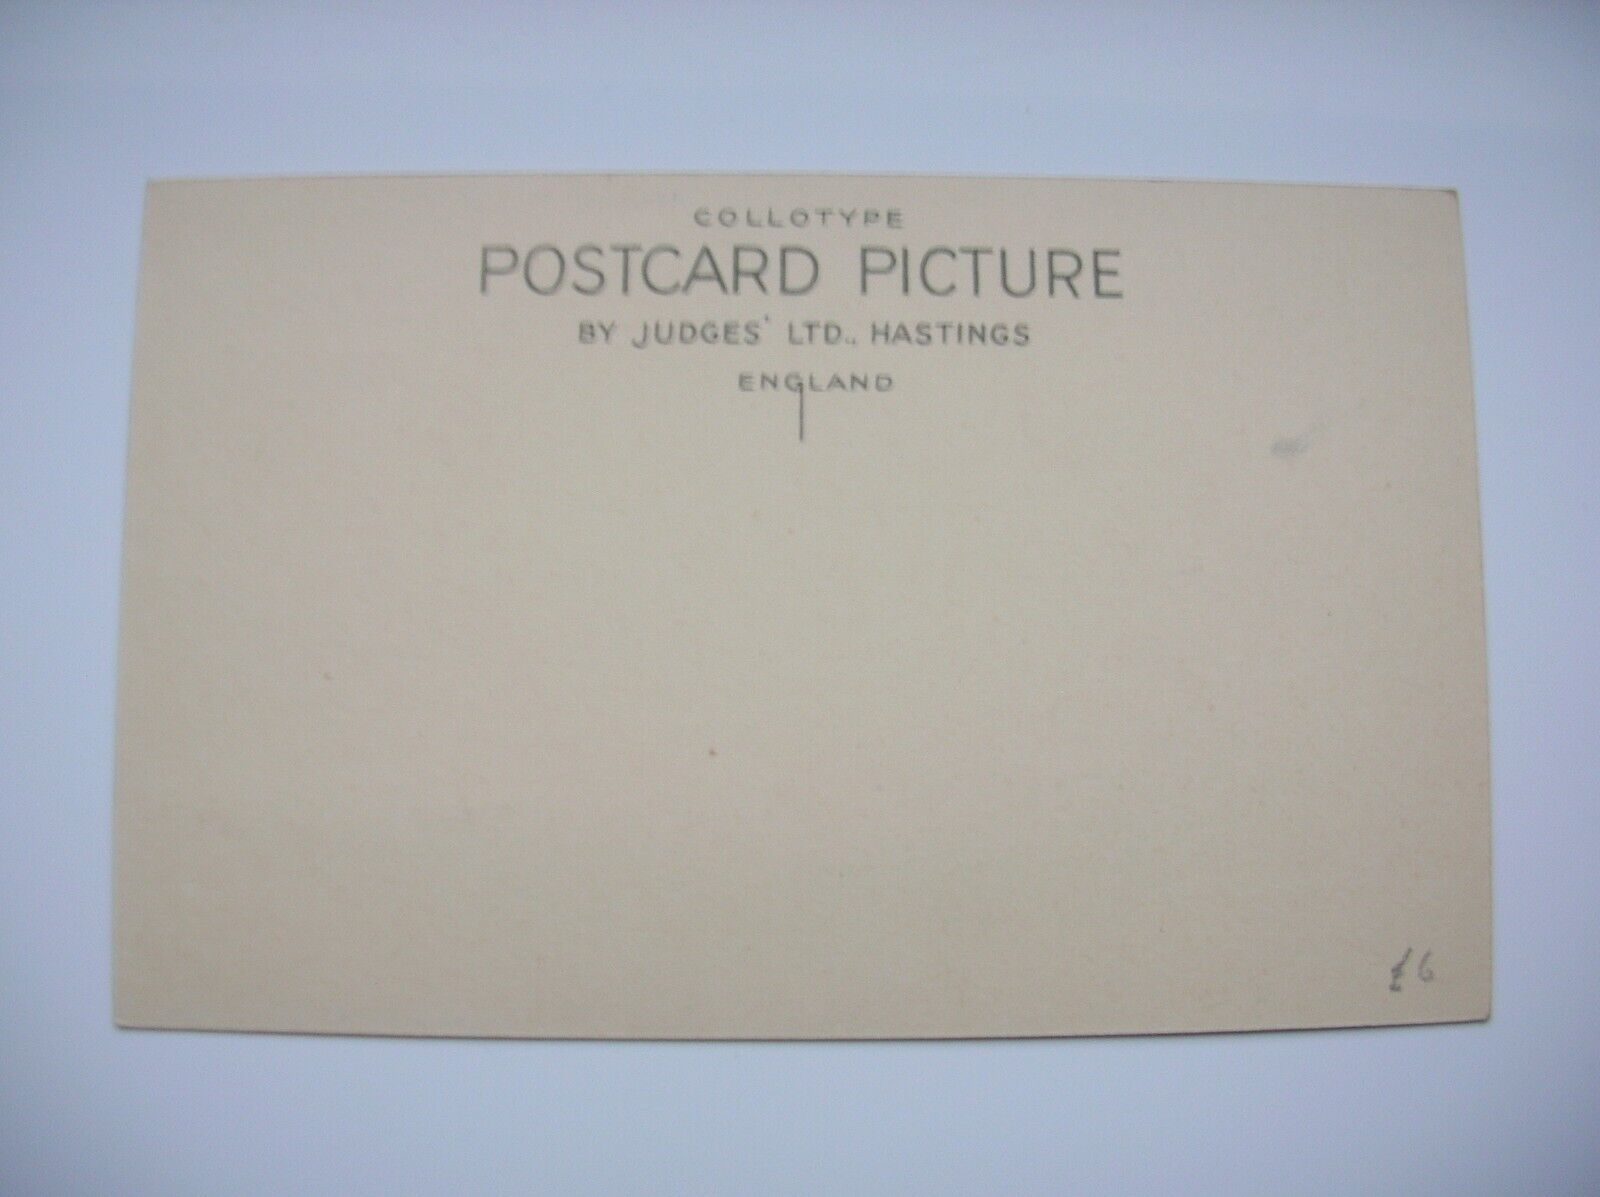 COLLOTYPE
POSTCARD PICTURE
BY JUDGES' LTD., HASTINGS
ENGLAND
£6